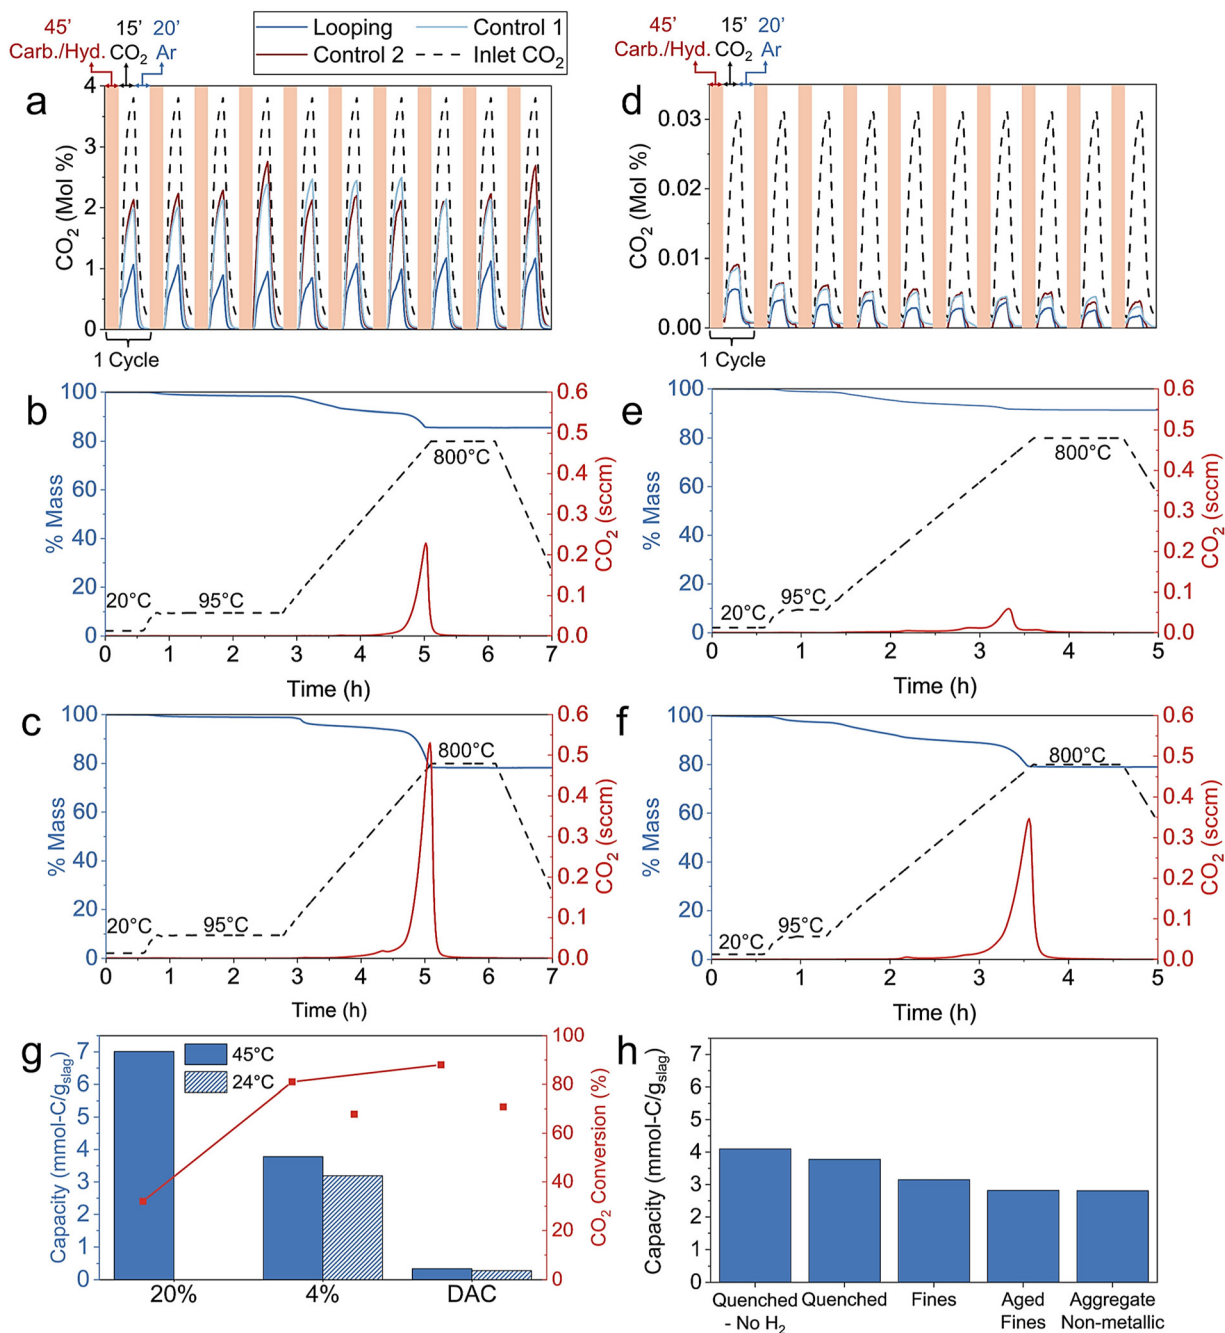 45’
15’
20’
Carb./Hyd.
CO2
Ar
Looping
Control 1
Control 2
Inlet CO2
45’
15’
20’
Carb./Hyd.
CO2
Ar
a
CO2 (Mol %)
4
3
2
1
0
1 Cycle
d
CO2 (Mol %)
0.03
0.02
0.01
0.00
1 Cycle
b
% Mass
100
80
60
40
20
0
20°C
95°C
800°C
0.6
0.5
0.4
0.3
0.2
0.1
0.0
CO2 (sccm)
0 1 2 3 4 5 6 7
Time (h)
e
% Mass
100
80
60
40
20
0
20°C
95°C
800°C
0.6
0.5
0.4
0.3
0.2
0.1
0.0
CO2 (sccm)
0 1 2 3 4 5
Time (h)
c
% Mass
100
80
60
40
20
0
20°C
95°C
800°C
0.6
0.5
0.4
0.3
0.2
0.1
0.0
CO2 (sccm)
0 1 2 3 4 5 6 7
Time (h)
f
% Mass
100
80
60
40
20
0
20°C
95°C
800°C
0.6
0.5
0.4
0.3
0.2
0.1
0.0
CO2 (sccm)
0 1 2 3 4 5
Time (h)
g
Capacity (mmol-C/gslag)
7
6
5
4
3
2
1
0
45°C
24°C
100
80
60
40
20
0
CO2 Conversion (%)
20% 4% DAC
h
Capacity (mmol-C/gslag)
7
6
5
4
3
2
1
0
Quenched Quenched Fines Aged Aggregate
- No H2 Fines Non-metallic